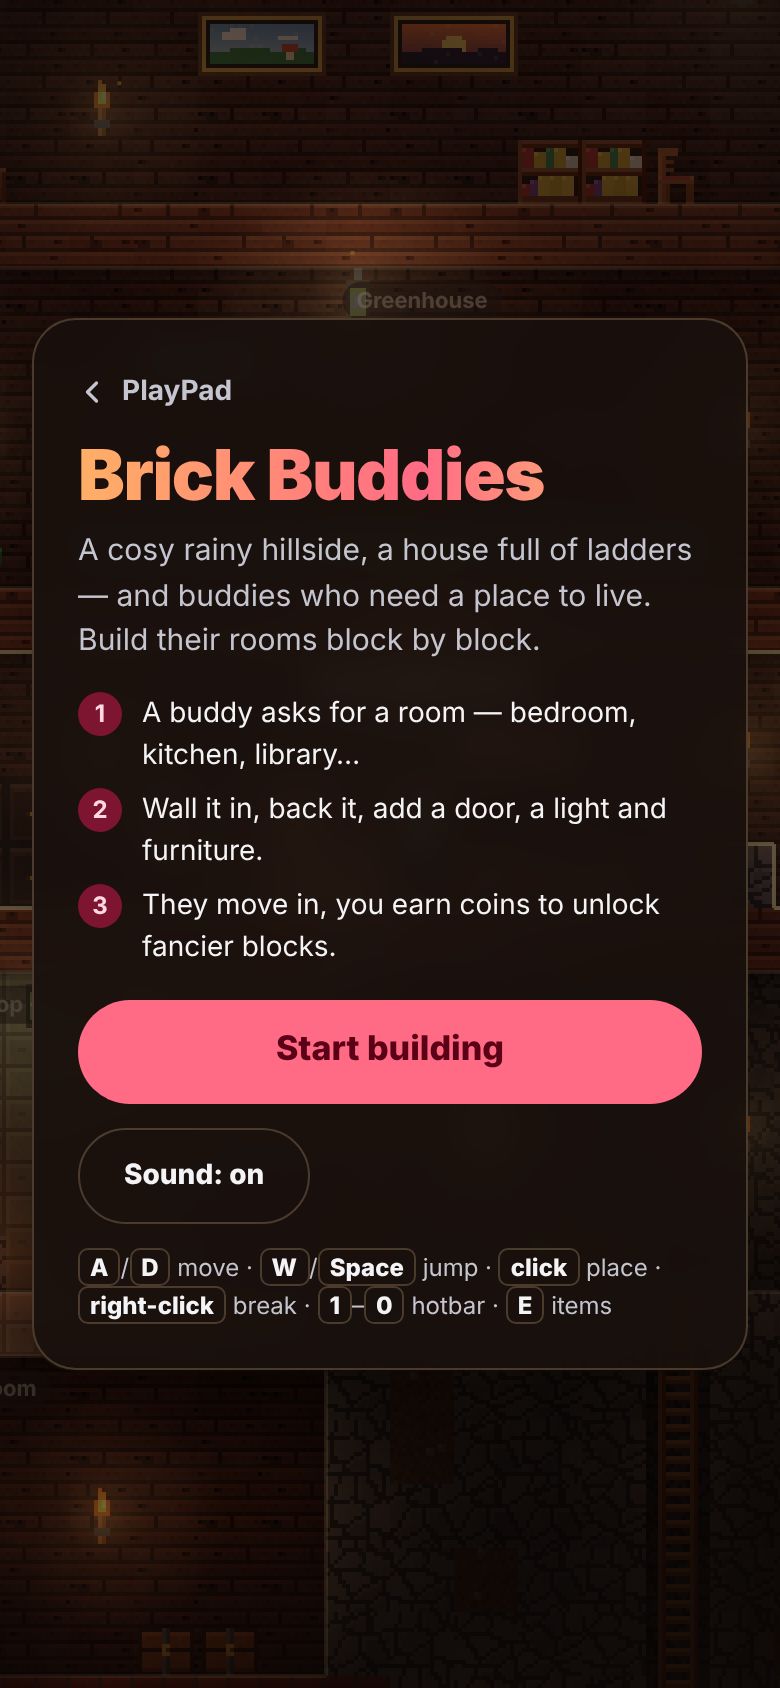 Greenhouse
PlayPad
Brick Buddies
A cosy rainy hillside, a house full of ladders
— and buddies who need a place to live.
Build their rooms block by block.
1 A buddy asks for a room — bedroom,
kitchen, library...
2 Wall it in, back it, add a door, a light and
furniture.
3 They move in, you earn coins to unlock
fancier blocks.
op
Start building
Sound: on
A/D move · W/Space jump · click place ·
right-click break · 1–0 hotbar · E items
oom